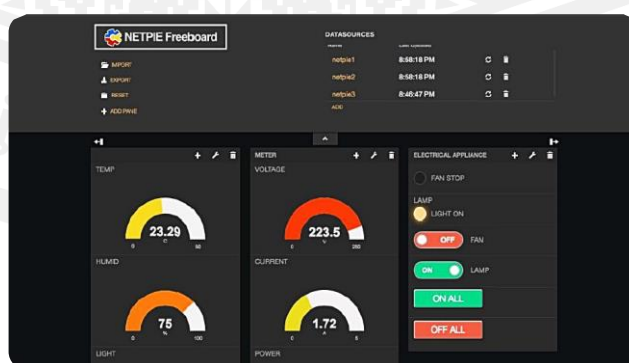 NETPIE Freeboard
IMPORT
EXPORT
RESET
ADD PANE
DATASOURCES
Name Last Updated
netpie1 8:58:18 PM
netpie2 8:58:18 PM
netpie3 8:46:47 PM
ADD
TEMP
23.29
C
0 50
HUMID
75
%
0 100
LIGHT
METER
VOLTAGE
223.5
V
0
CURRENT
1.72
A
0 5
POWER
ELECTRICAL APPLIANCE
FAN STOP
LAMP
LIGHT ON
OFF FAN
ON LAMP
ON ALL
OFF ALL